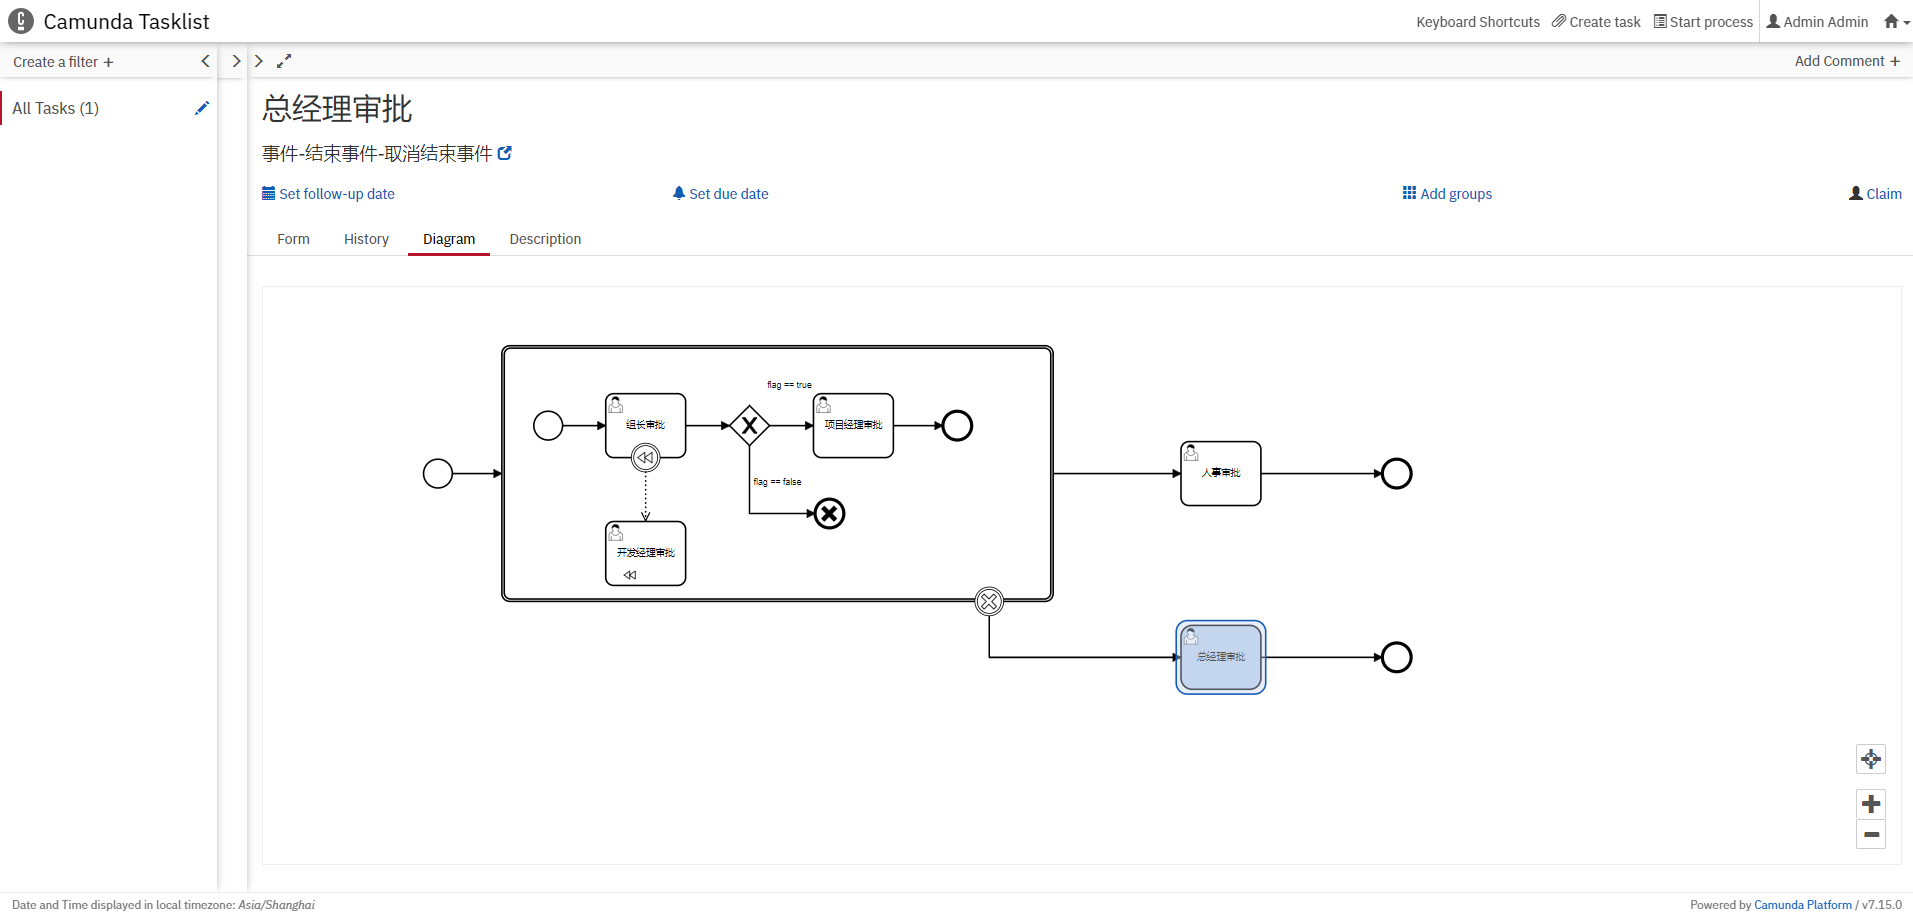 Camunda Tasklist
Keyboard Shortcuts Create task Start process Admin Admin
Create a filter +
Add Comment +
All Tasks (1)
总经理审批
事件-结束事件-取消结束事件
Set follow-up date Set due date Add groups Claim
Form History Diagram Description
flag == true
组长审批 项目经理审批
人事审批
flag == false
开发经理审批
总经理审批
Date and Time displayed in local timezone: Asia/Shanghai
Powered by Camunda Platform / v7.15.0